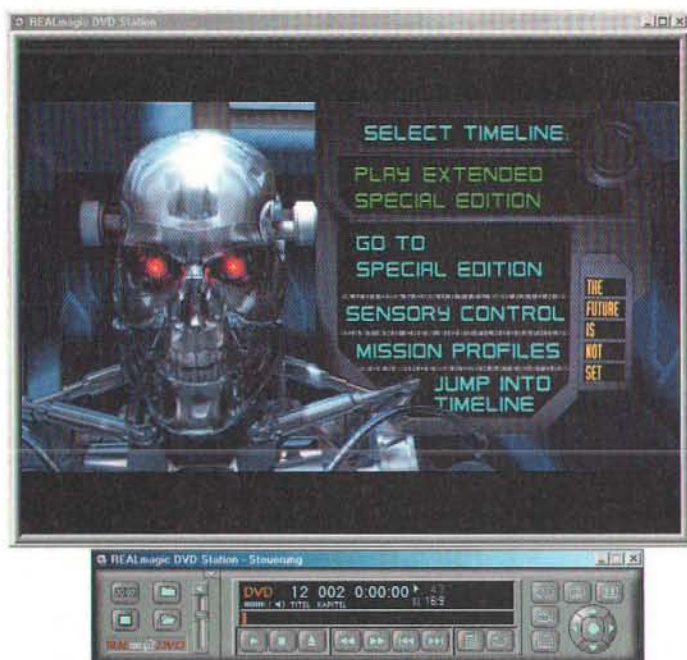 REALmagic DVD Station
SELECT TIMELINE:
PLAY EXTENDED
SPECIAL EDITION
GO TO
SPECIAL EDITION
SENSORY CONTROL
MISSION PROFILES
JUMP INTO
TIMELINE
THE
FUTURE
IS
NOT
SET
REALmagic DVD Station - Steuerung
DVD 12 002 0:00:00
TITEL KAPITEL 16:9
REALmagic DVD